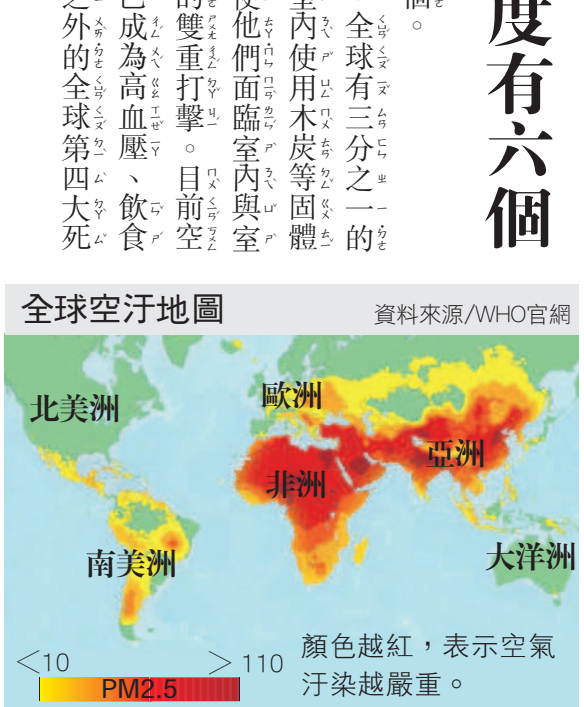 度有六個
個。
全球有三分之一的
室內使用木炭等固體
使他們面臨室內與室
的雙重打擊。目前空
已成為高血壓、飲食
之外的全球第四大死
全球空汙地圖
資料來源/WHO官網
北美洲
歐洲
亞洲
非洲
南美洲
大洋洲
<10
>110
PM2.5
顏色越紅，表示空氣
汙染越嚴重。